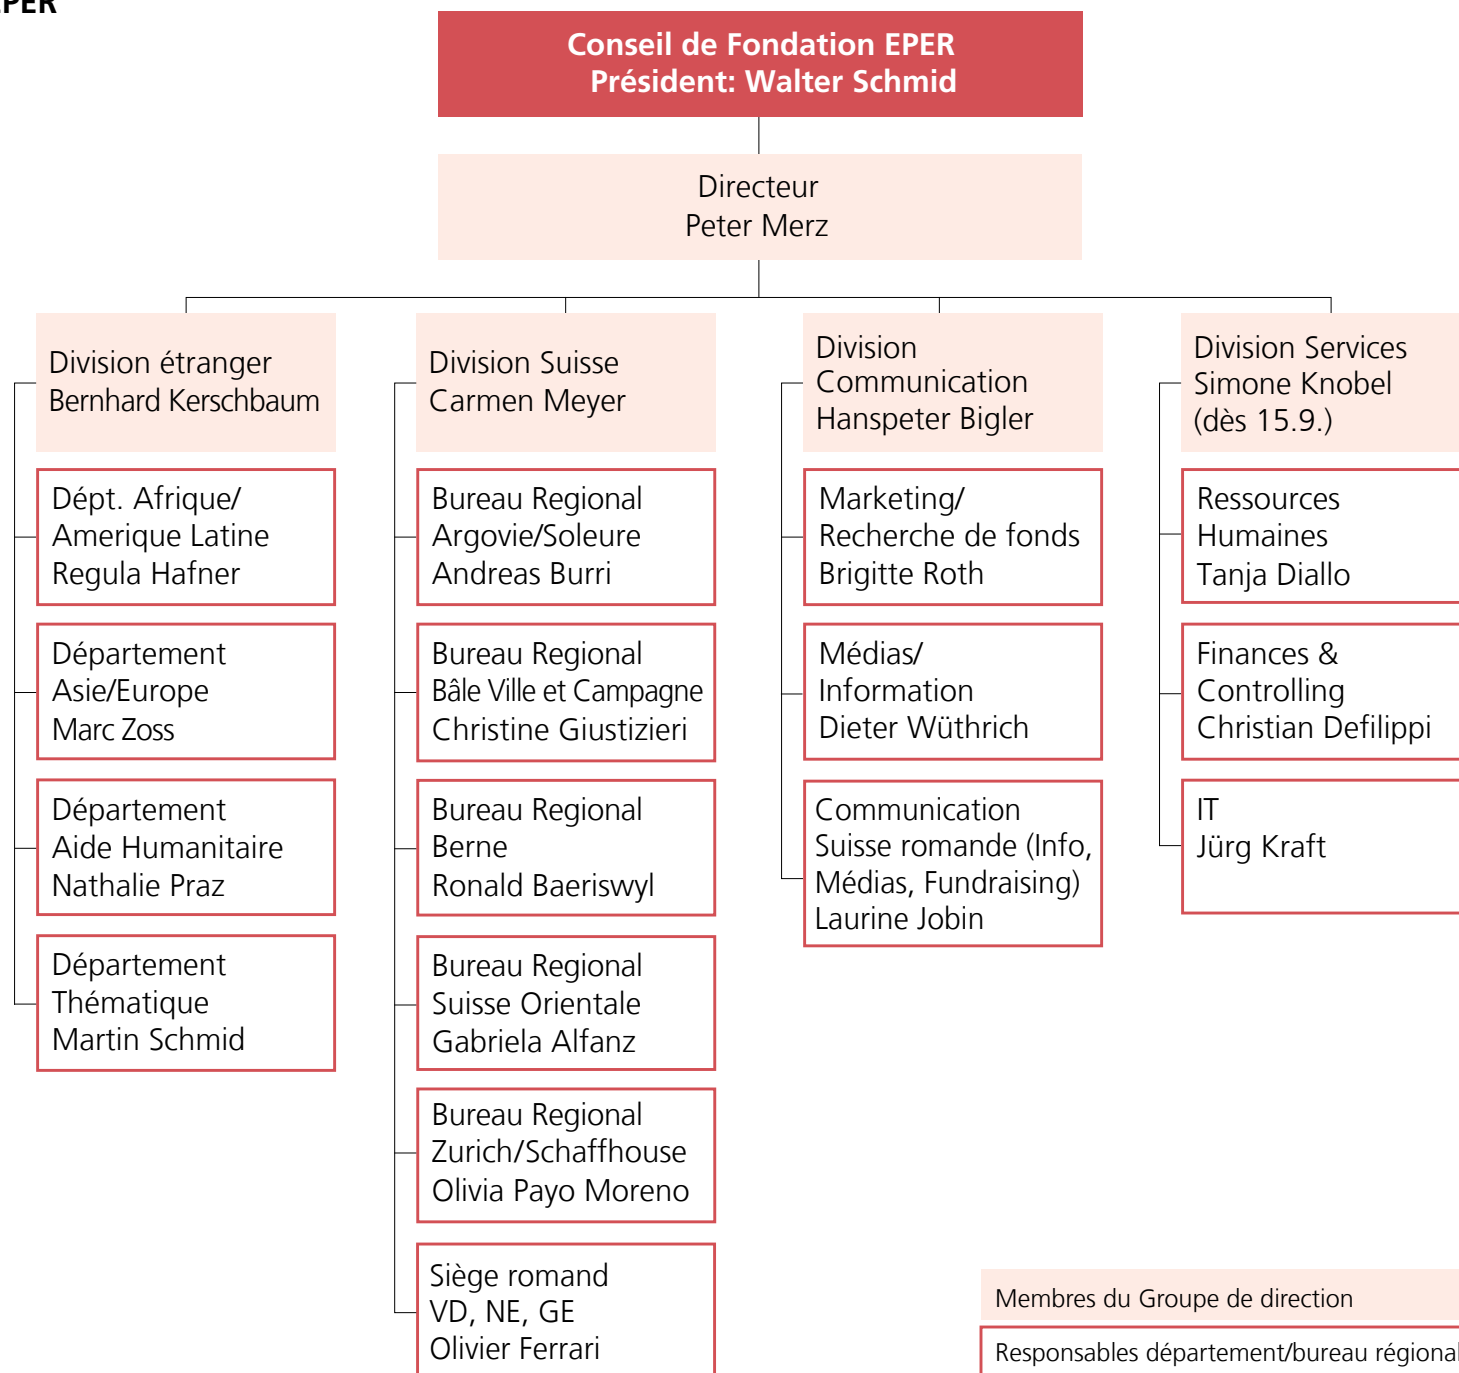 EPER
Conseil de Fondation EPER
Président: Walter Schmid
Directeur
Peter Merz
Division étranger
Bernhard Kerschbaum
Dépt. Afrique/
Amerique Latine
Regula Hafner
Département
Asie/Europe
Marc Zoss
Département
Aide Humanitaire
Nathalie Praz
Département
Thématique
Martin Schmid
Division Suisse
Carmen Meyer
Bureau Regional
Argovie/Soleure
Andreas Burri
Bureau Regional
Bâle Ville et Campagne
Christine Giustizieri
Bureau Regional
Berne
Ronald Baeriswyl
Bureau Regional
Suisse Orientale
Gabriela Alfanz
Bureau Regional
Zurich/Schaffhouse
Olivia Payo Moreno
Siège romand
VD, NE, GE
Olivier Ferrari
Division
Communication
Hanspeter Bigler
Marketing/
Recherche de fonds
Brigitte Roth
Médias/
Information
Dieter Wüthrich
Communication
Suisse romande (Info,
Médias, Fundraising)
Laurine Jobin
Division Services
Simone Knobel
(dès 15.9.)
Ressources
Humaines
Tanja Diallo
Finances &
Controlling
Christian Defilippi
IT
Jürg Kraft
Membres du Groupe de direction
Responsables département/bureau régional